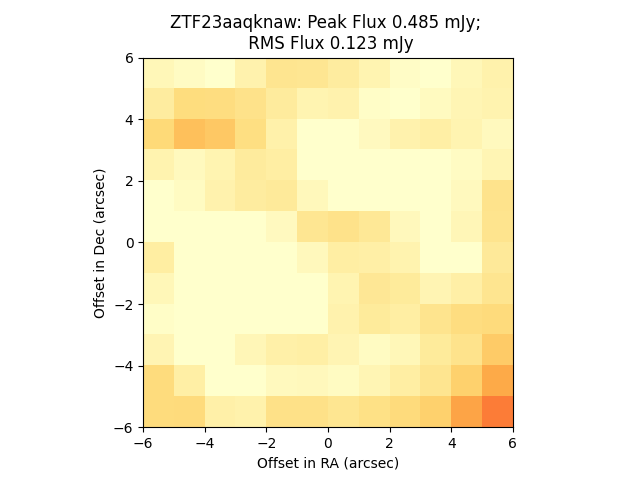 ZTF23aaqknaw: Peak Flux 0.485 mJy;
RMS Flux 0.123 mJy
6
4
2
0
−2
−4
−6
Offset in Dec (arcsec)
−6 −4 −2 0 2 4 6
Offset in RA (arcsec)